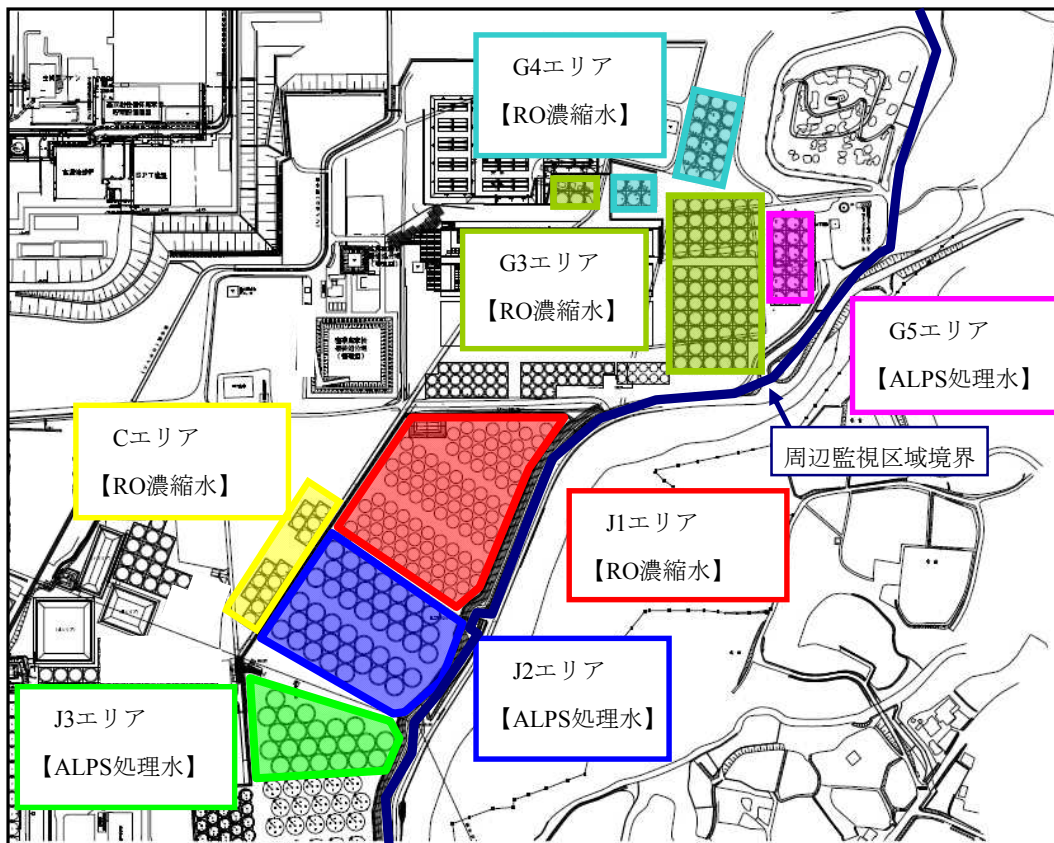 G4エリア
【RO濃縮水】
G3エリア
【RO濃縮水】
G5エリア
【ALPS処理水】
Cエリア
【RO濃縮水】
周辺監視区域境界
J1エリア
【RO濃縮水】
J2エリア
【ALPS処理水】
J3エリア
【ALPS処理水】